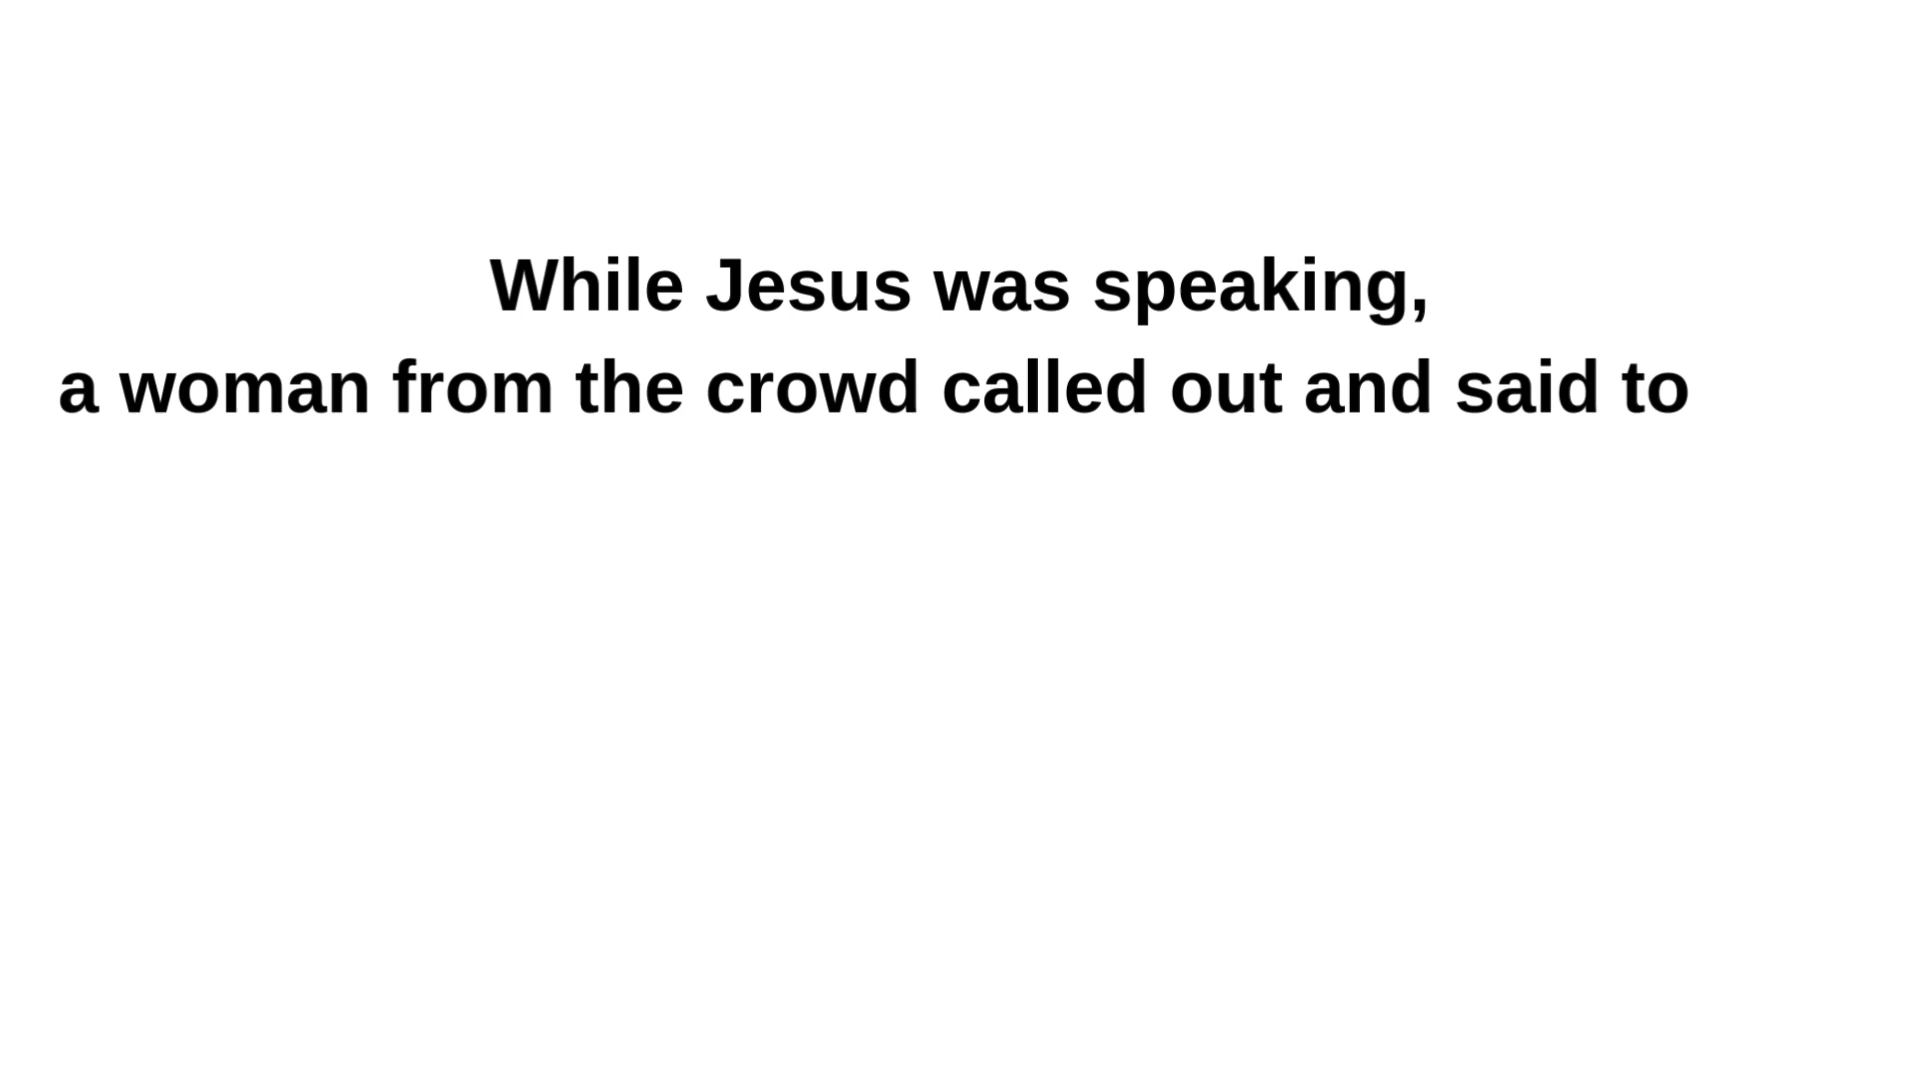 While Jesus was speaking,
a woman from the crowd called out and said to